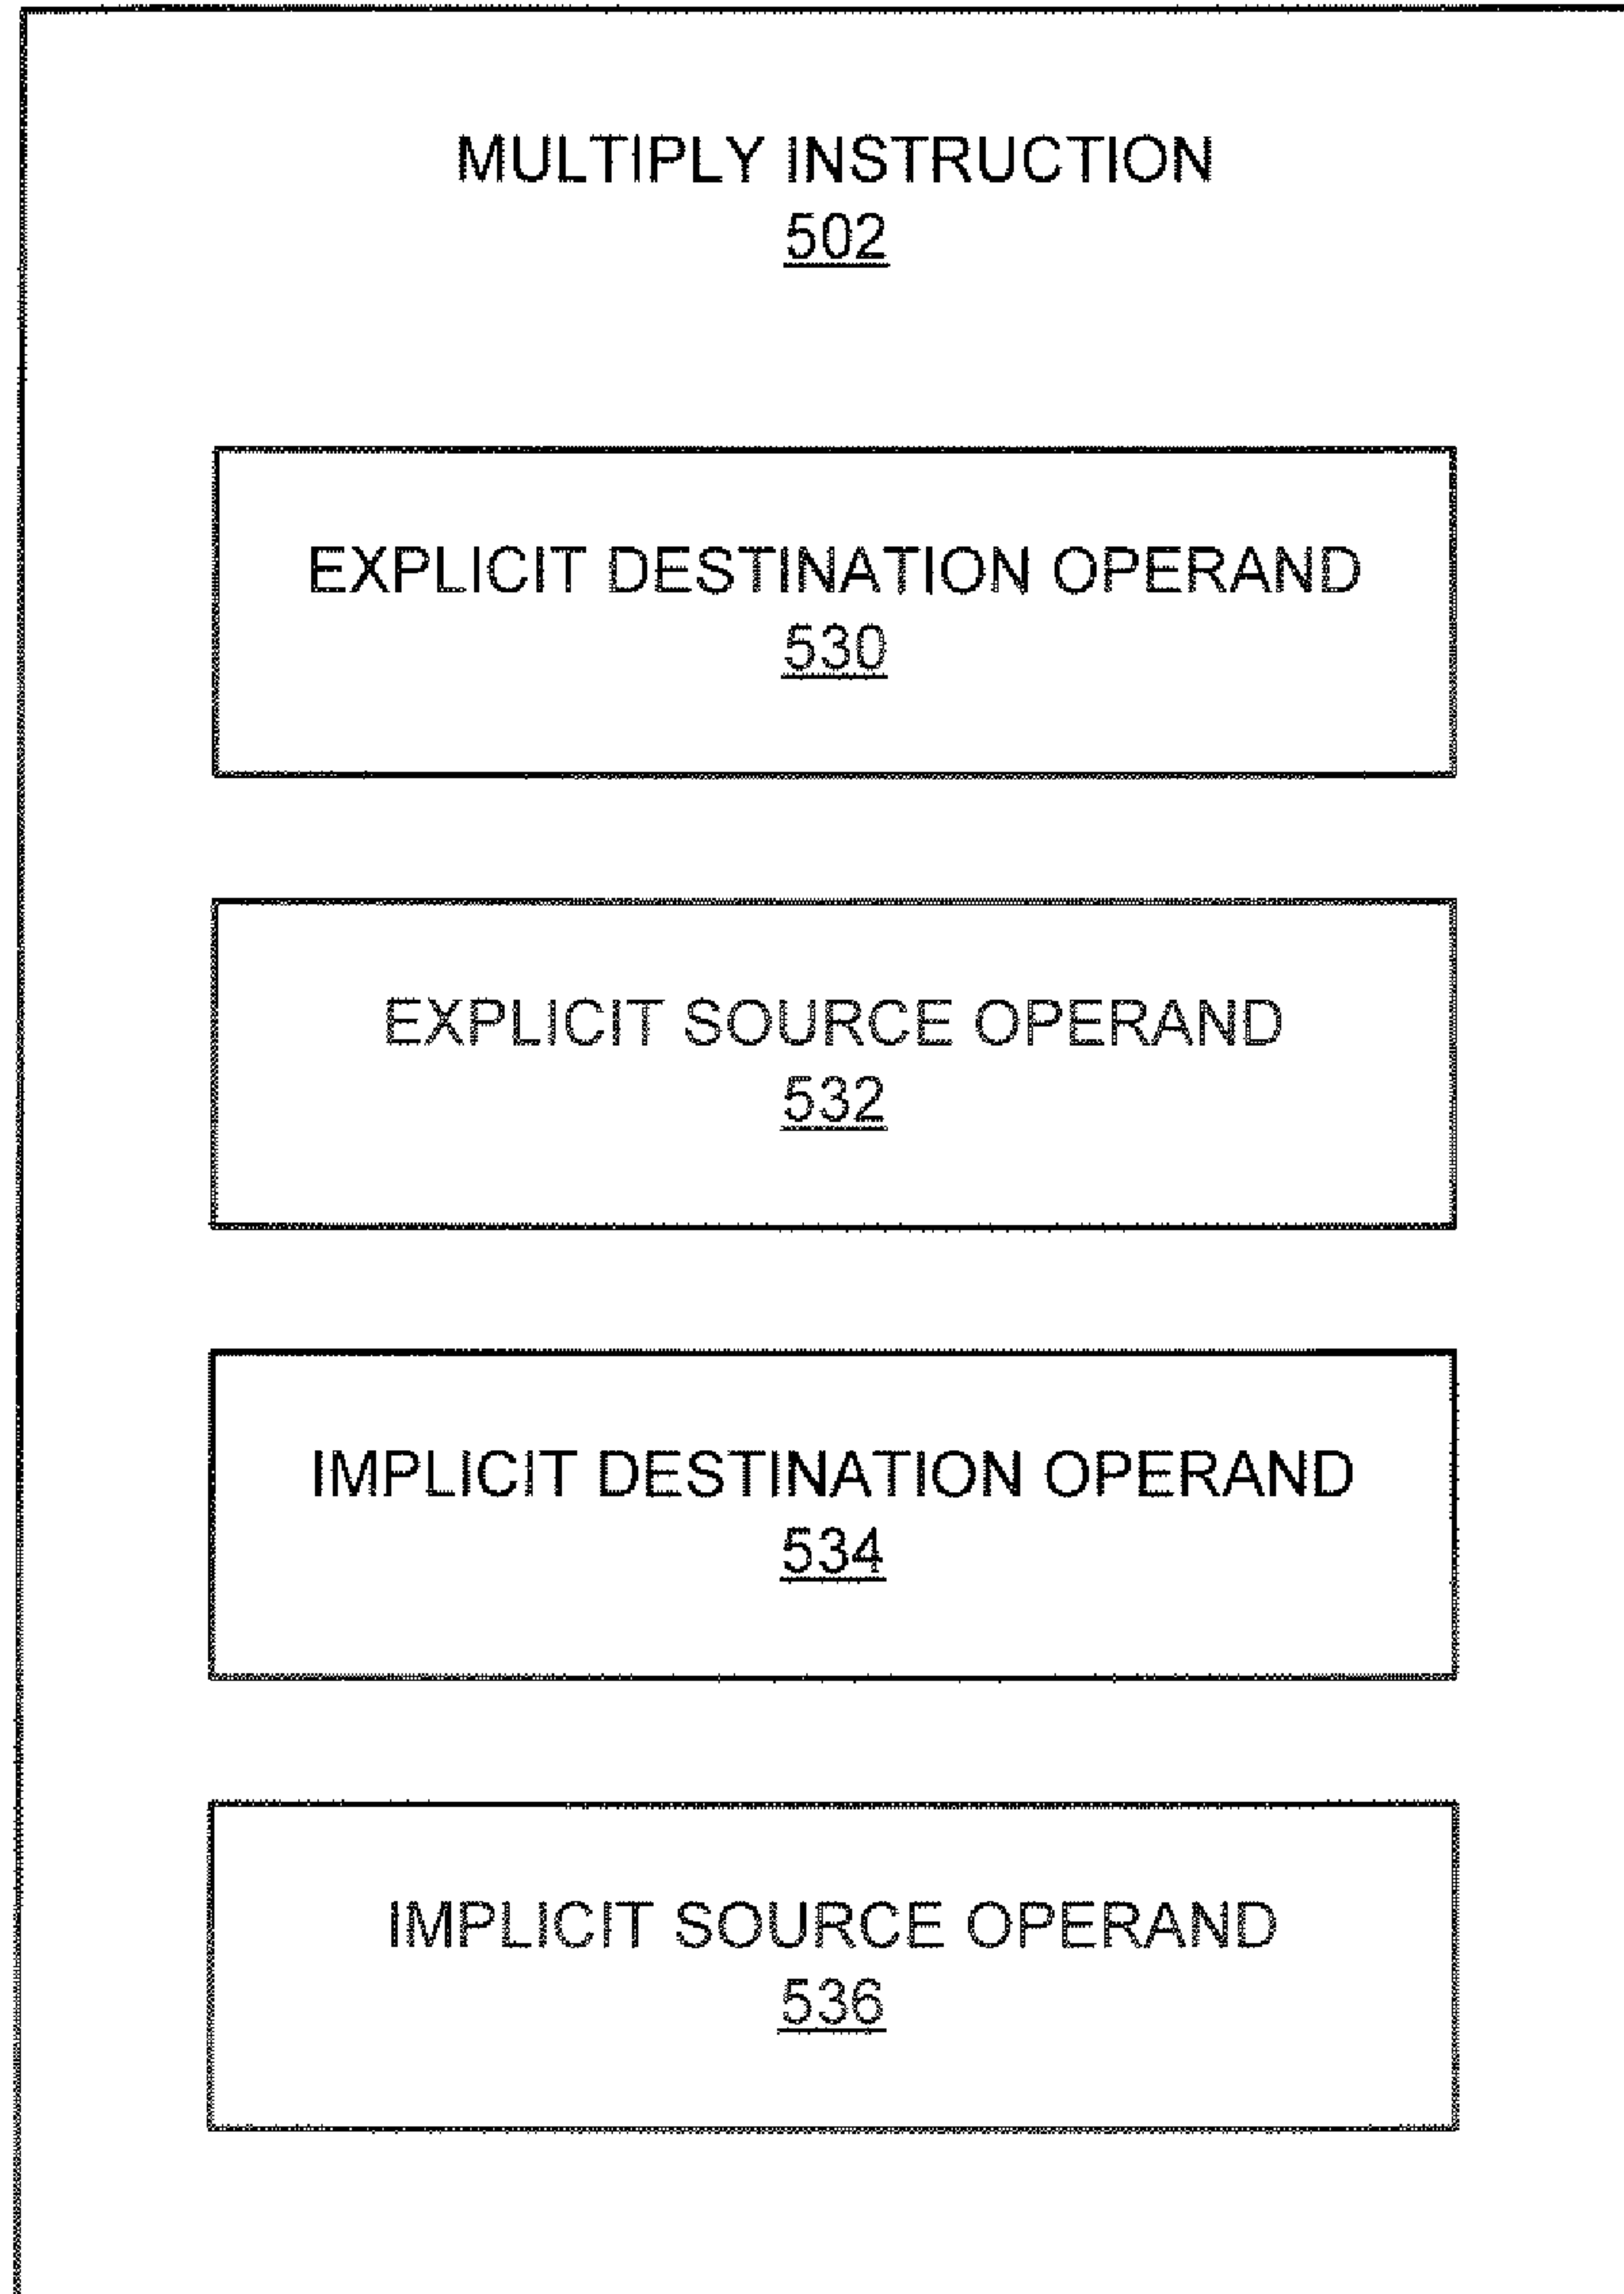 MULTIPLY INSTRUCTION
502
EXPLICIT DESTINATION OPERAND
530
EXPLICIT SOURCE OPERAND
532
IMPLICIT DESTINATION OPERAND
534
IMPLICIT SOURCE OPERAND
536